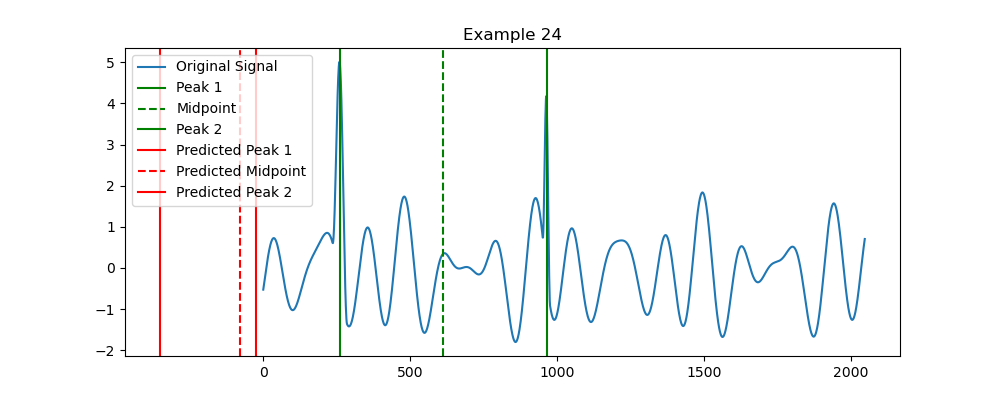 Example 24
Original Signal
Peak 1
Midpoint
Peak 2
Predicted Peak 1
Predicted Midpoint
Predicted Peak 2
5
4
3
2
1
0
−1
−2
0 500 1000 1500 2000